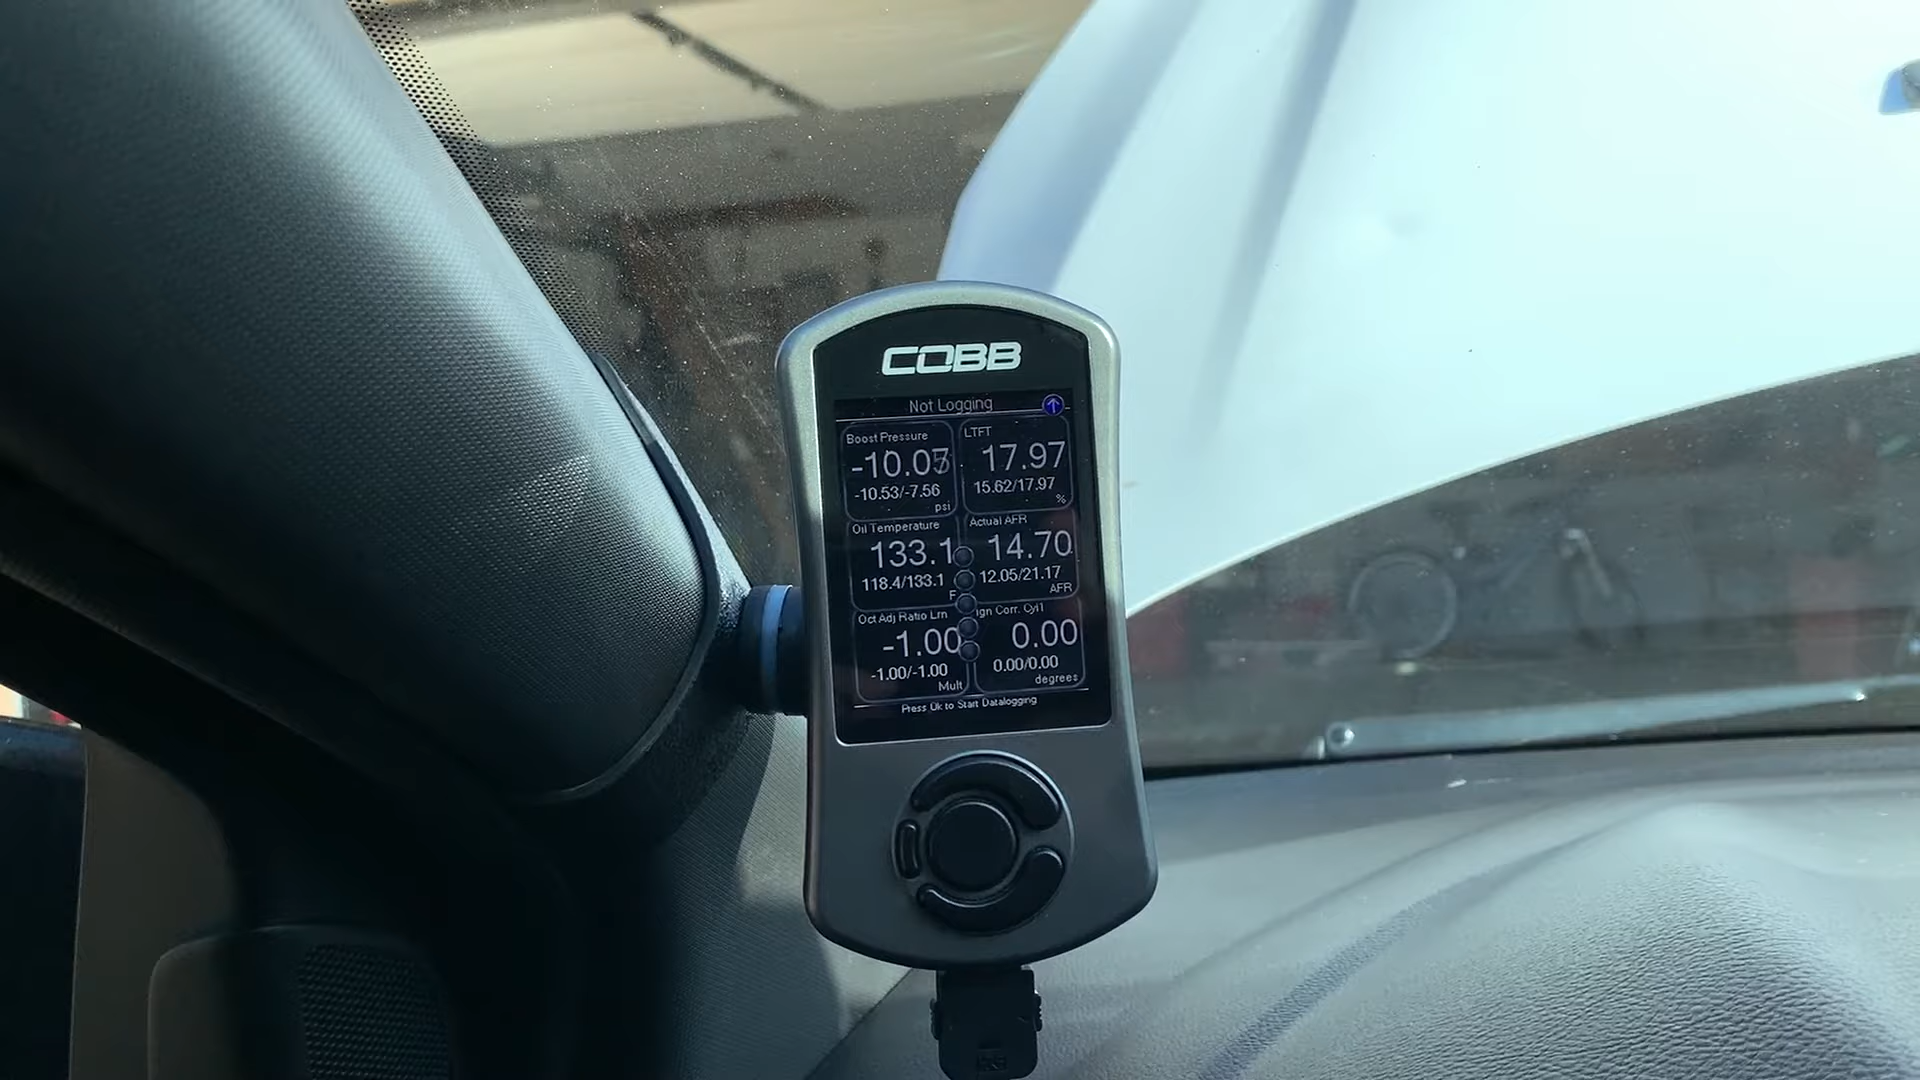 COBB
Not Logging
Boost Pressure
-10.53/-7.56
psi
LTFT
17.97
15.62/17.97
%
Oil Temperature
133.1
118.4/133.1
F
Actual AFR
14.70
12.05/21.17
AFR
Oct Adj Ratio Lrn
-1.00
-1.00/-1.00
Mult
Ign Corr. Cyl1
0.00
0.00/0.00
degrees
Press Ok to Start Datalogging